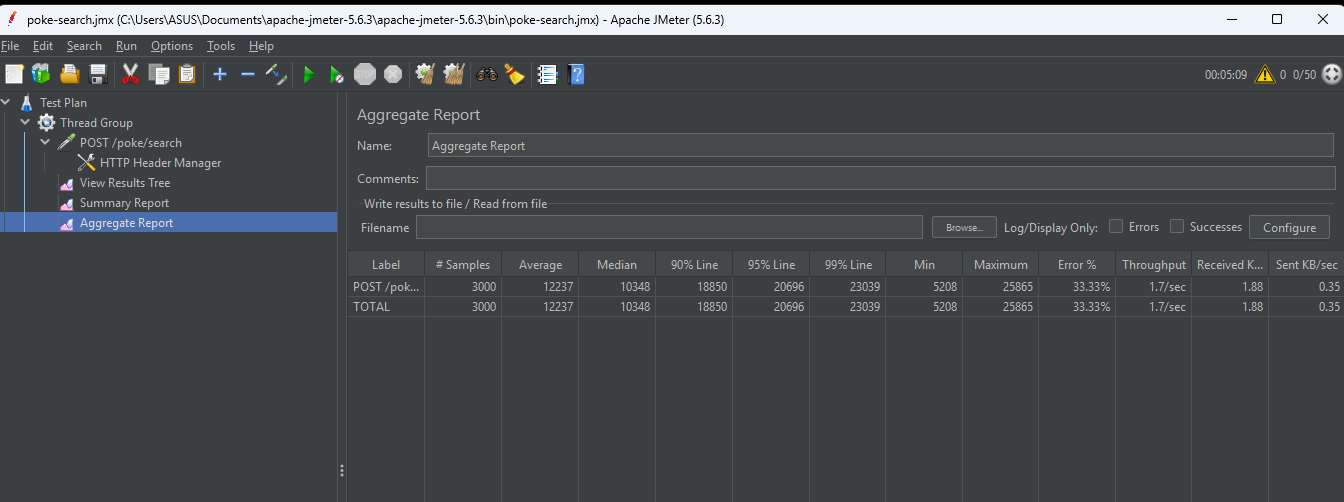 poke-search.jmx (C:\Users\ASUS\Documents\apache-jmeter-5.6.3\apache-jmeter-5.6.3\bin\poke-search.jmx) - Apache JMeter (5.6.3)
File Edit Search Run Options Tools Help
STOP 00:05:09 0 0/50
Test Plan
Thread Group
POST /poke/search
HTTP Header Manager
View Results Tree
Summary Report
Aggregate Report
Aggregate Report
Name: Aggregate Report
Comments:
Write results to file / Read from file
Filename Browse... Log/Display Only: Errors Successes Configure
Label # Samples Average Median 90% Line 95% Line 99% Line Min Maximum Error % Throughput Received K... Sent KB/sec
POST /pok... 3000 12237 10348 18850 20696 23039 5208 25865 33.33% 1.7/sec 1.88 0.35
TOTAL 3000 12237 10348 18850 20696 23039 5208 25865 33.33% 1.7/sec 1.88 0.35